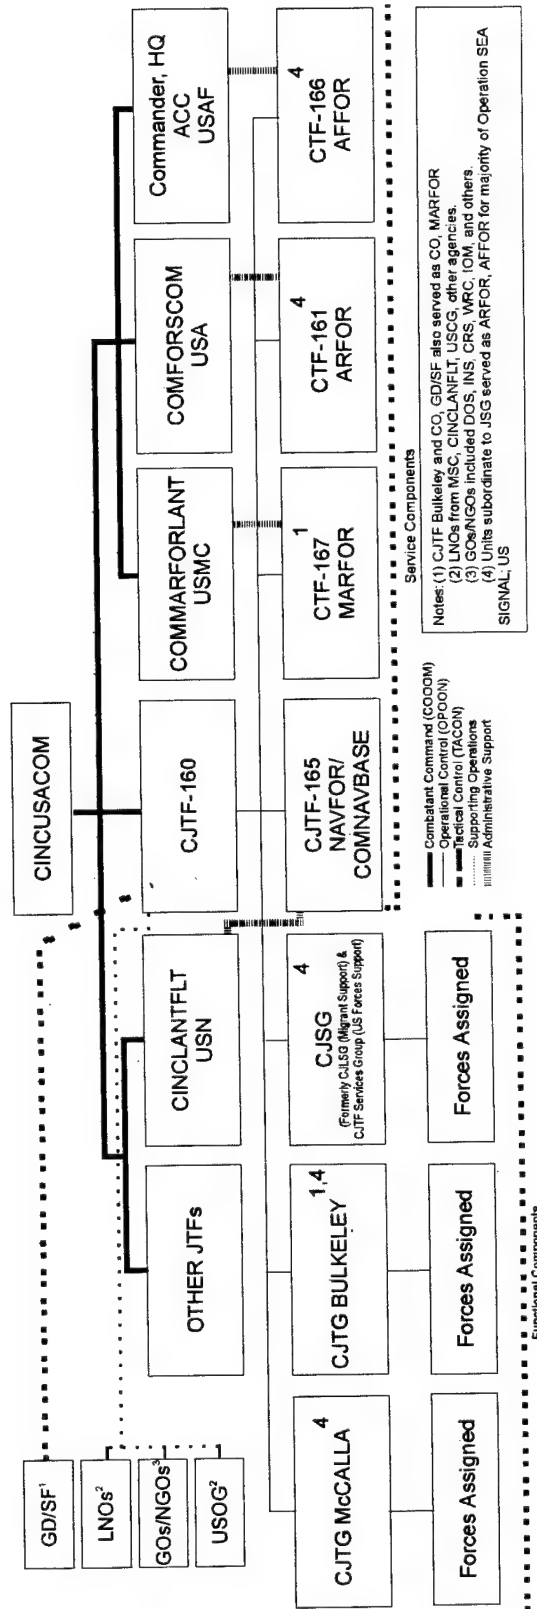 CINCUSACOM
GD/SF¹
LNOs²
GOs/NGOs³
USOG²
OTHER JTFs
CINCLANTFLT
USN
CJTF-160
COMMARFORLANT
USMC
COMFORSCOM
USA
Commander, HQ
ACC
USAF
CJTG McCALLA
4
CJTG BULKELEY
1,4
CJSG
4
(Formerly CJLSG (Migrant Support) &
CJTF Services Group (US Forces Support)
CJTF-165
NAVFOR/
COMNAVBASE
CTF-167
MARFOR
1
CTF-161
ARFOR
4
CTF-166
AFFOR
4
Forces Assigned
Forces Assigned
Forces Assigned
Functional Components
Service Components
Combatant Command (COOOM)
Operational Control (OPOON)
Tactical Control (TACON)
Supporting Operations
Administrative Support
Notes: (1) CJTF Bulkeley and CO, GD/SF also served as CO, MARFOR
(2) LNOs from MSC, CINCLANFLT, USCG, other agencies.
(3) GOs/NGOs included DOS, INS, CRS, WRC, IOM, and others.
(4) Units subordinate to JSG served as ARFOR, AFFOR for majority of Operation SEA
SIGNAL; US